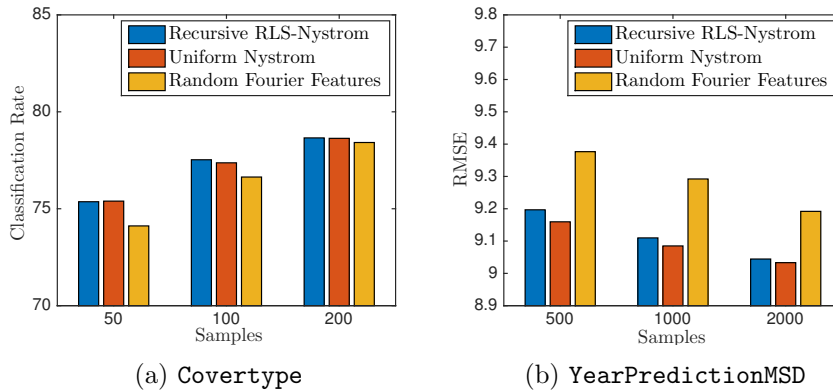 85
80
75
70
Classification Rate
Recursive RLS-Nystrom
Uniform Nystrom
Random Fourier Features
50
100
200
Samples
(a) Covertype
9.8
9.7
9.6
9.5
9.4
9.3
9.2
9.1
9
8.9
RMSE
Recursive RLS-Nystrom
Uniform Nystrom
Random Fourier Features
500
1000
2000
Samples
(b) YearPredictionMSD